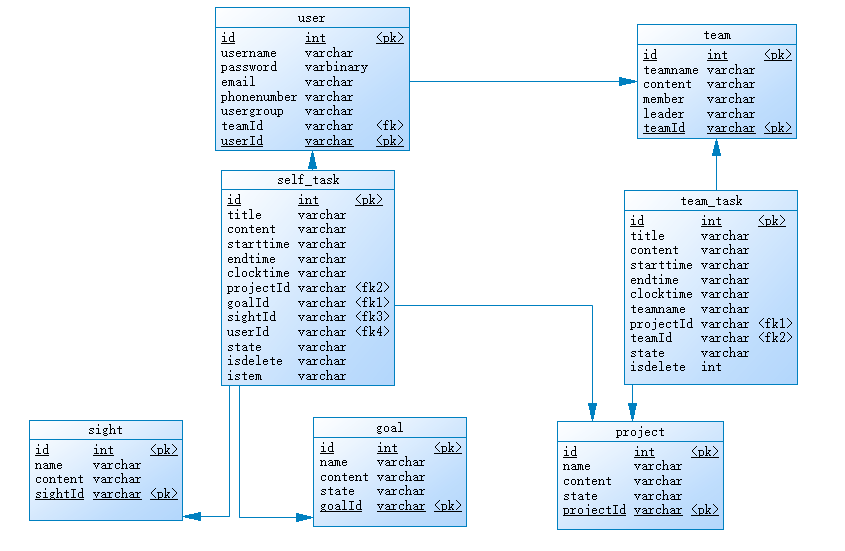 user
id int <pk>
username varchar
password varbinary
email varchar
phonenumber varchar
usergroup varchar
teamId varchar <fk>
userId varchar <pk>
team
id int <pk>
teamname varchar
content varchar
member varchar
leader varchar
teamId varchar <pk>
self_task
id int <pk>
title varchar
content varchar
starttime varchar
endtime varchar
clocktime varchar
projectId varchar <fk2>
goalId varchar <fk1>
sightId varchar <fk3>
userId varchar <fk4>
state varchar
isdelete varchar
istem varchar
team_task
id int <pk>
title varchar
content varchar
starttime varchar
endtime varchar
clocktime varchar
teamname varchar
projectId varchar <fk1>
teamId varchar <fk2>
state varchar
isdelete int
sight
id int <pk>
name varchar
content varchar
sightId varchar <pk>
goal
id int <pk>
name varchar
content varchar
state varchar
goalId varchar <pk>
project
id int <pk>
name varchar
content varchar
state varchar
projectId varchar <pk>